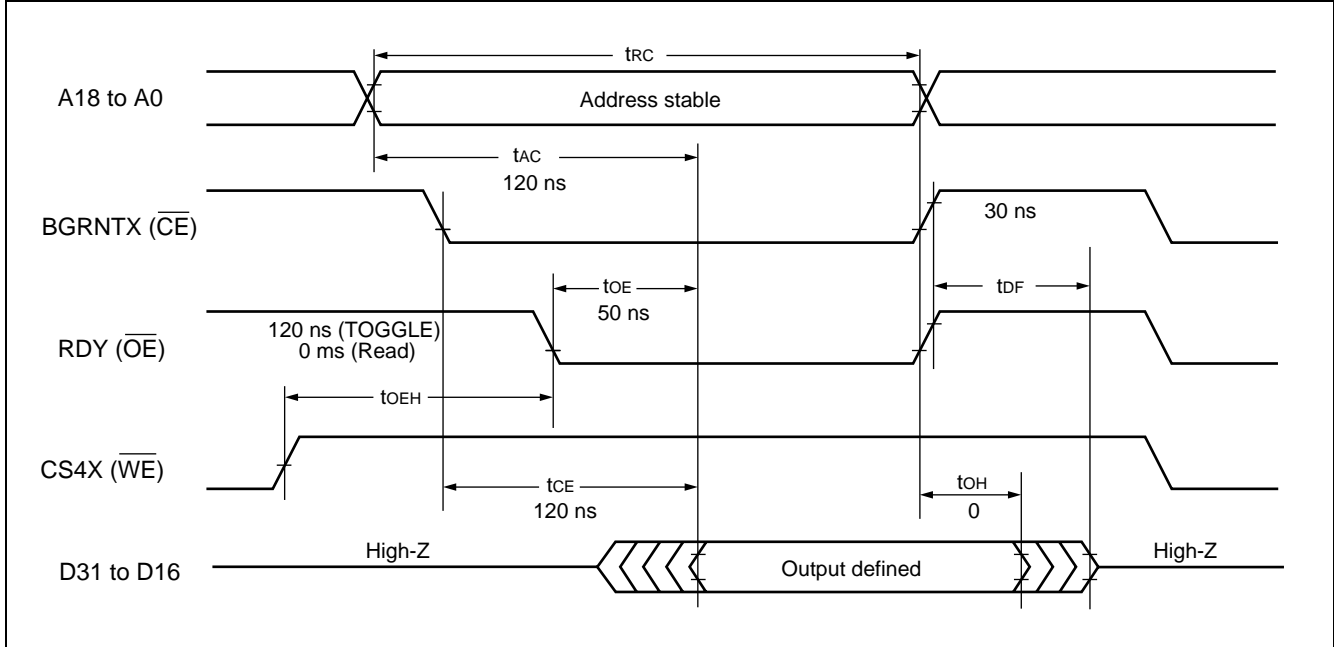 tRC
A18 to A0
Address stable
tAC
120 ns
BGRNTX (CE)
30 ns
tOE
50 ns
tDF
RDY (OE)
120 ns (TOGGLE)
0 ms (Read)
tOEH
CS4X (WE)
tCE
120 ns
tOH
0
D31 to D16
High-Z
Output defined
High-Z